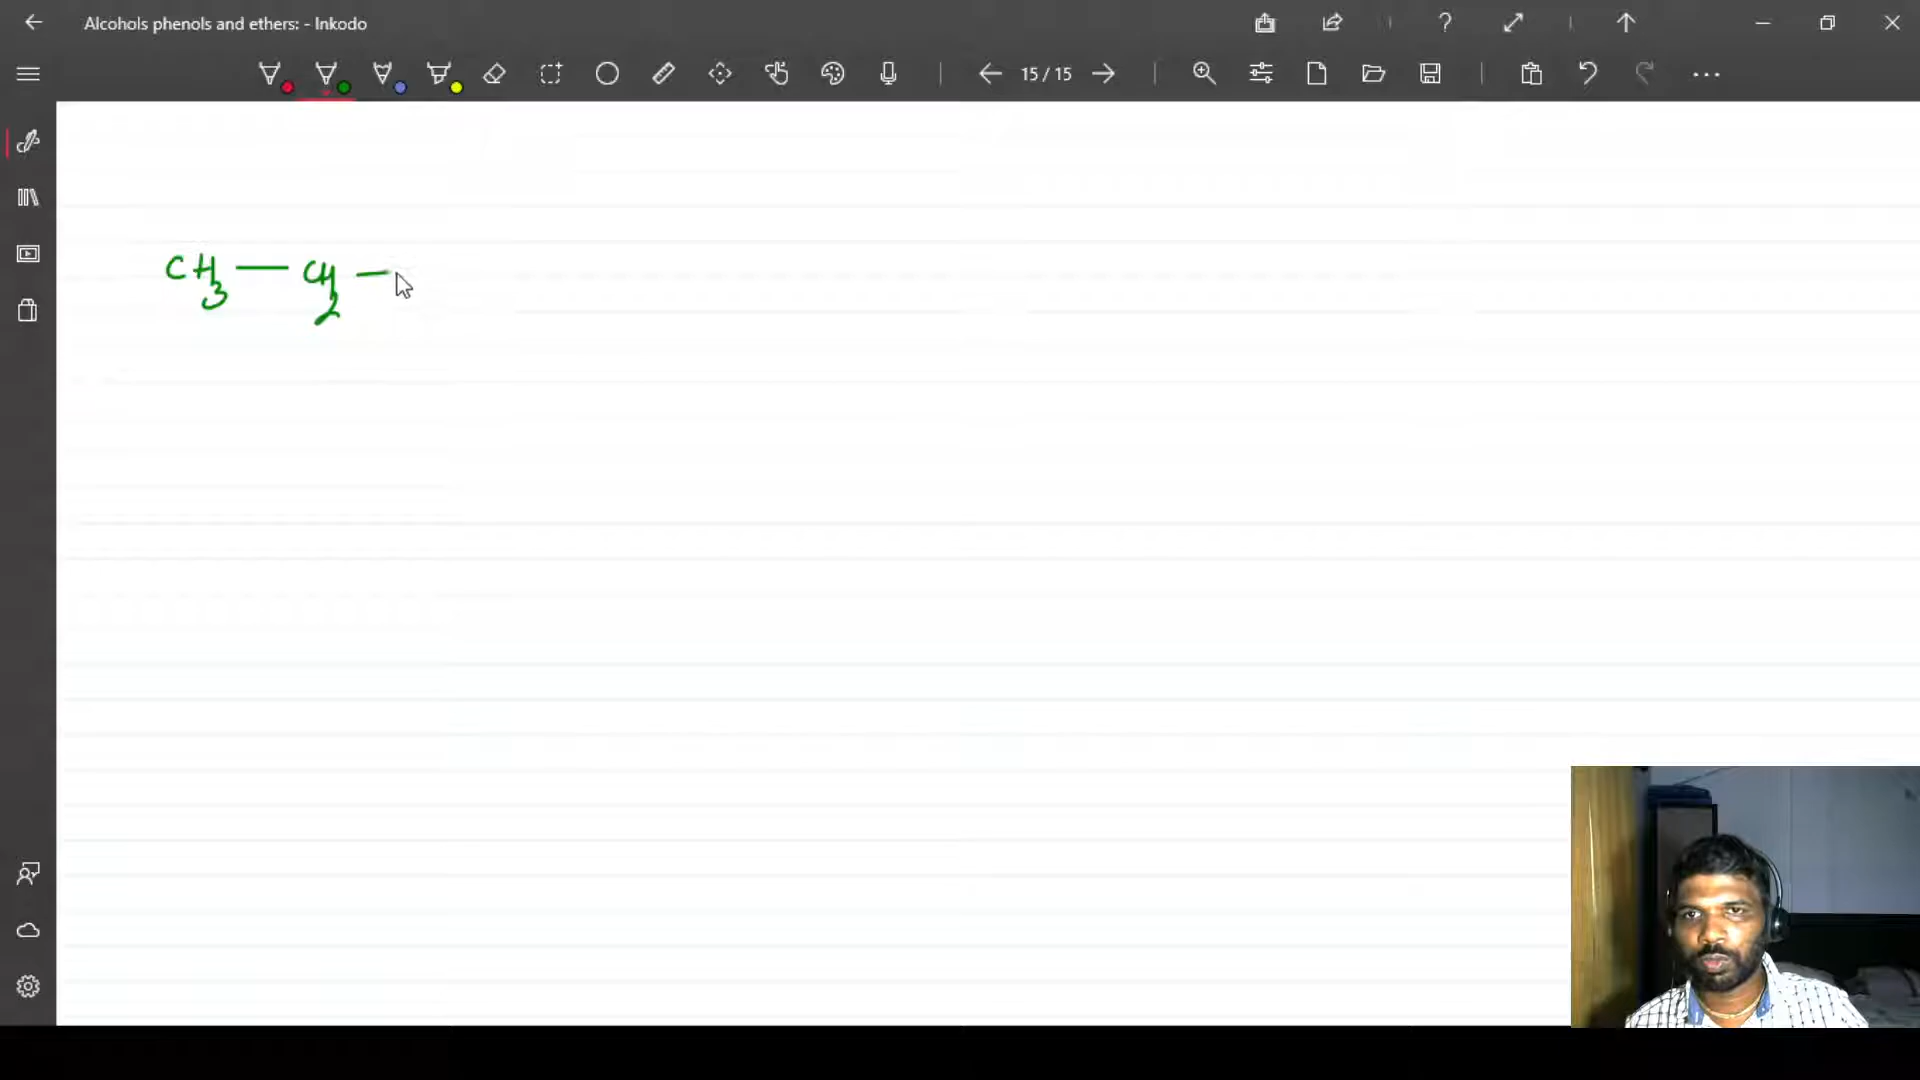 Alcohols phenols and ethers: - Inkodo
15 / 15
CH3 — CH2 —